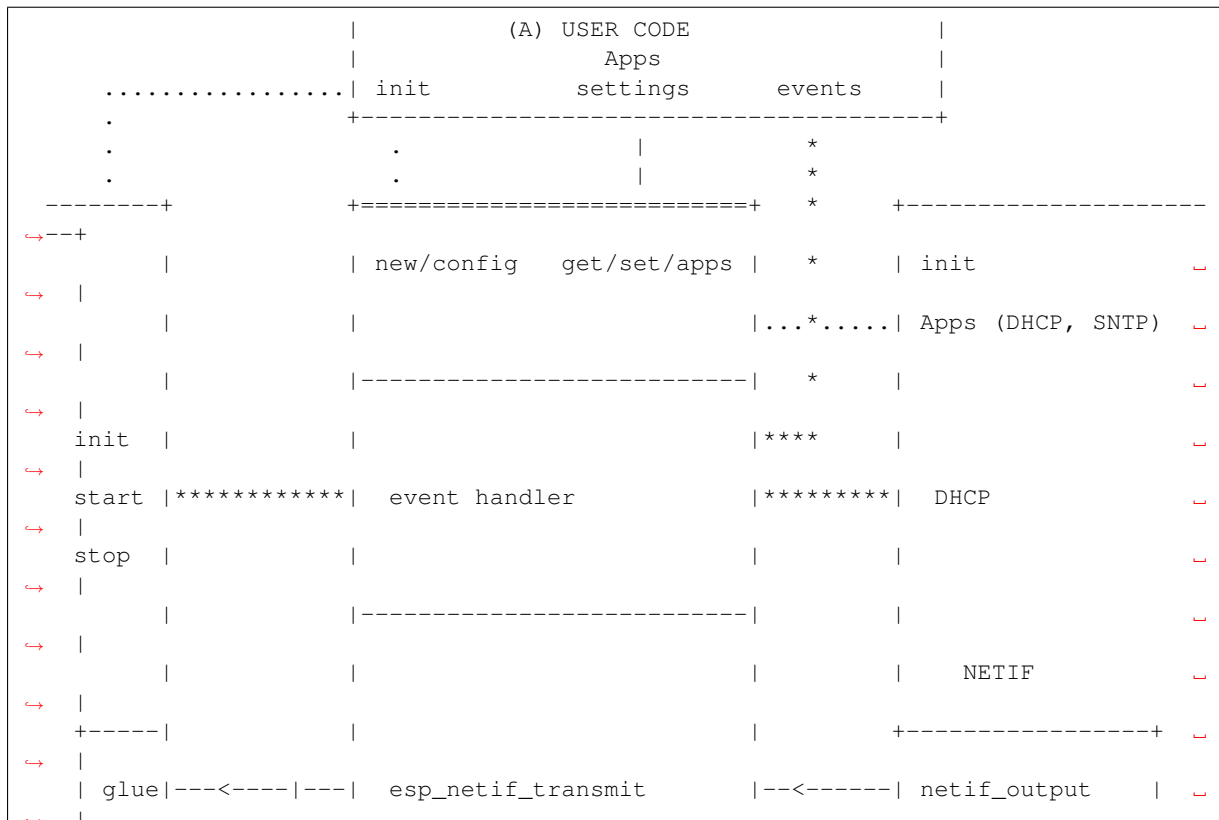 |          (A) USER CODE                 |
                       |                 Apps                   |
      .................| init          settings      events     |
      .                +----------------------------------------+
      .                   .                |           *
      .                   .                |           *
  --------+            +===========================+   *     +---------------------
↪--+
          |            | new/config   get/set/apps |   *     | init               ␣
↪  |
          |            |                           |...*.....| Apps (DHCP, SNTP)  ␣
↪  |
          |            |---------------------------|   *     |                    ␣
↪  |
    init  |            |                           |****     |                    ␣
↪  |
    start |************|  event handler            |*********|  DHCP              ␣
↪  |
    stop  |            |                           |         |                    ␣
↪  |
          |            |---------------------------|         |                    ␣
↪  |
          |            |                           |         |    NETIF           ␣
↪  |
    +-----|            |                           |         +-----------------+  ␣
↪  |
    | glue|---<----|---|  esp_netif_transmit       |--<------| netif_output    |  ␣